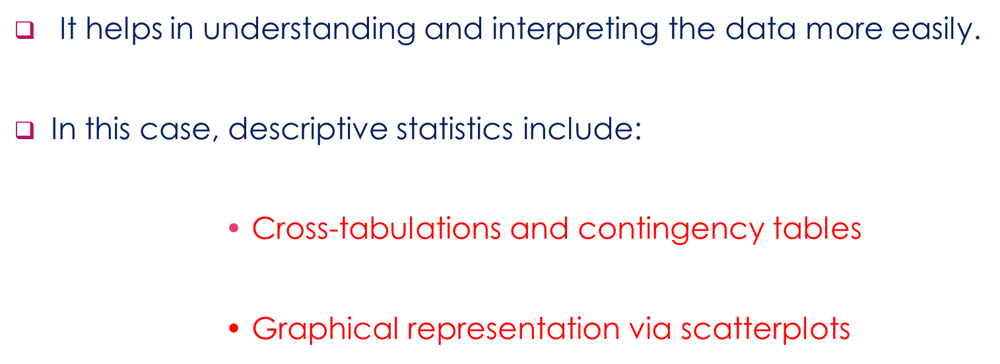 ❑ It helps in understanding and interpreting the data more easily.
❑ In this case, descriptive statistics include:
• Cross-tabulations and contingency tables
• Graphical representation via scatterplots